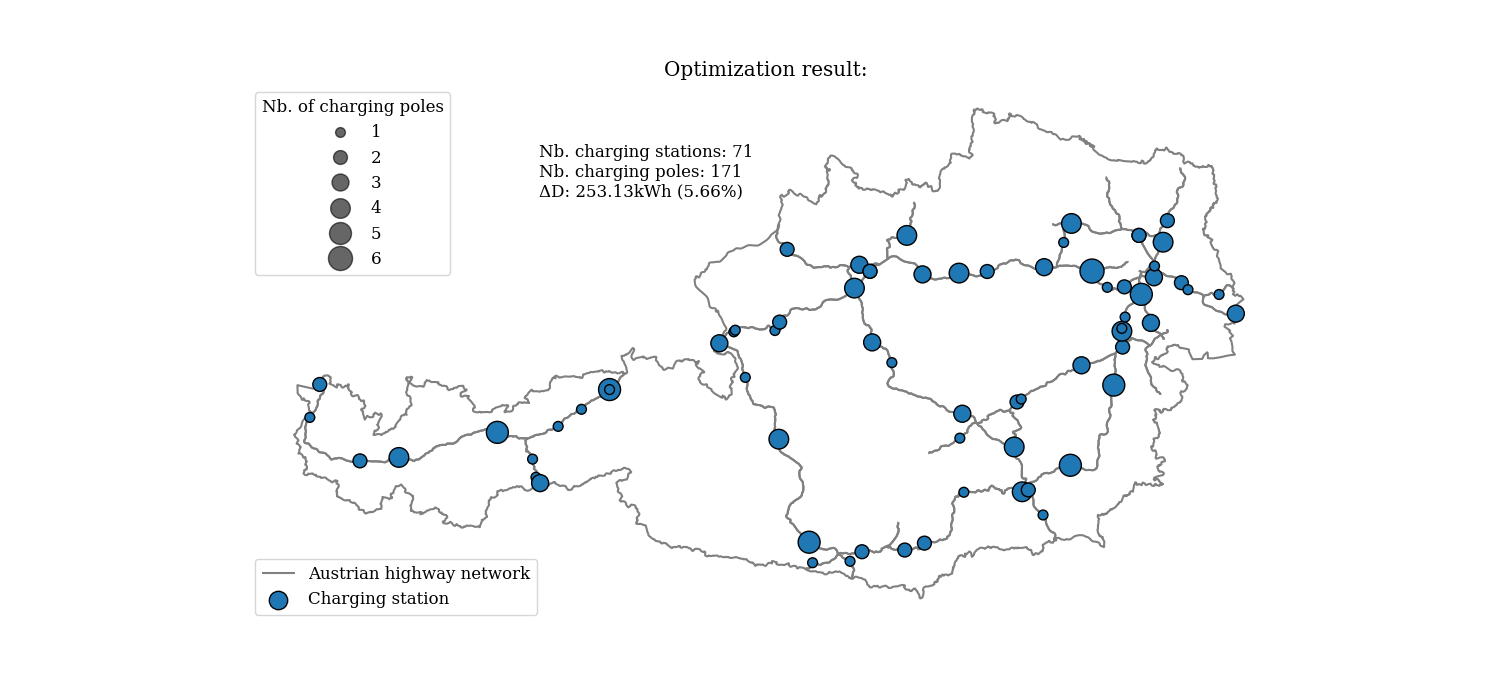 Optimization result:
Nb. of charging poles
1
2
3
4
5
6
Nb. charging stations: 71
Nb. charging poles: 171
ΔD: 253.13kWh (5.66%)
Austrian highway network
Charging station